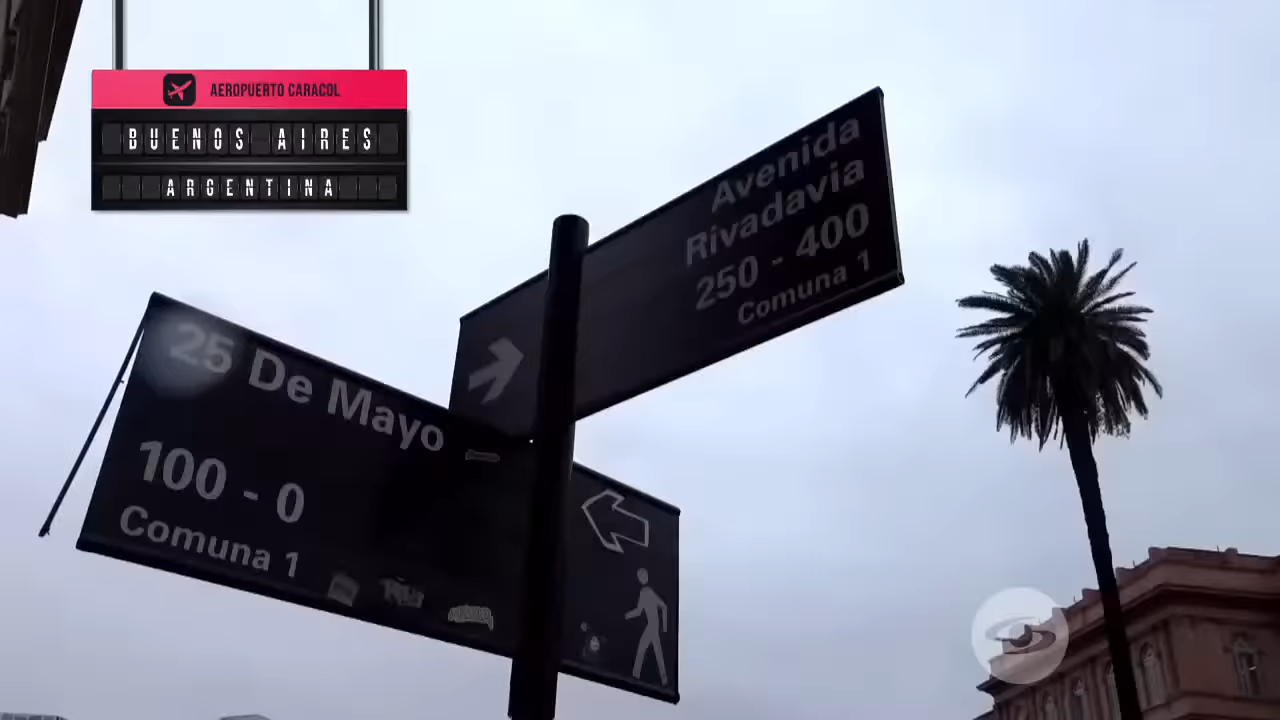 AEROPUERTO CARACOL
BUENOS AIRES
ARGENTINA
Avenida
Rivadavia
250 - 400
Comuna 1
25 De Mayo
100 - 0
Comuna 1